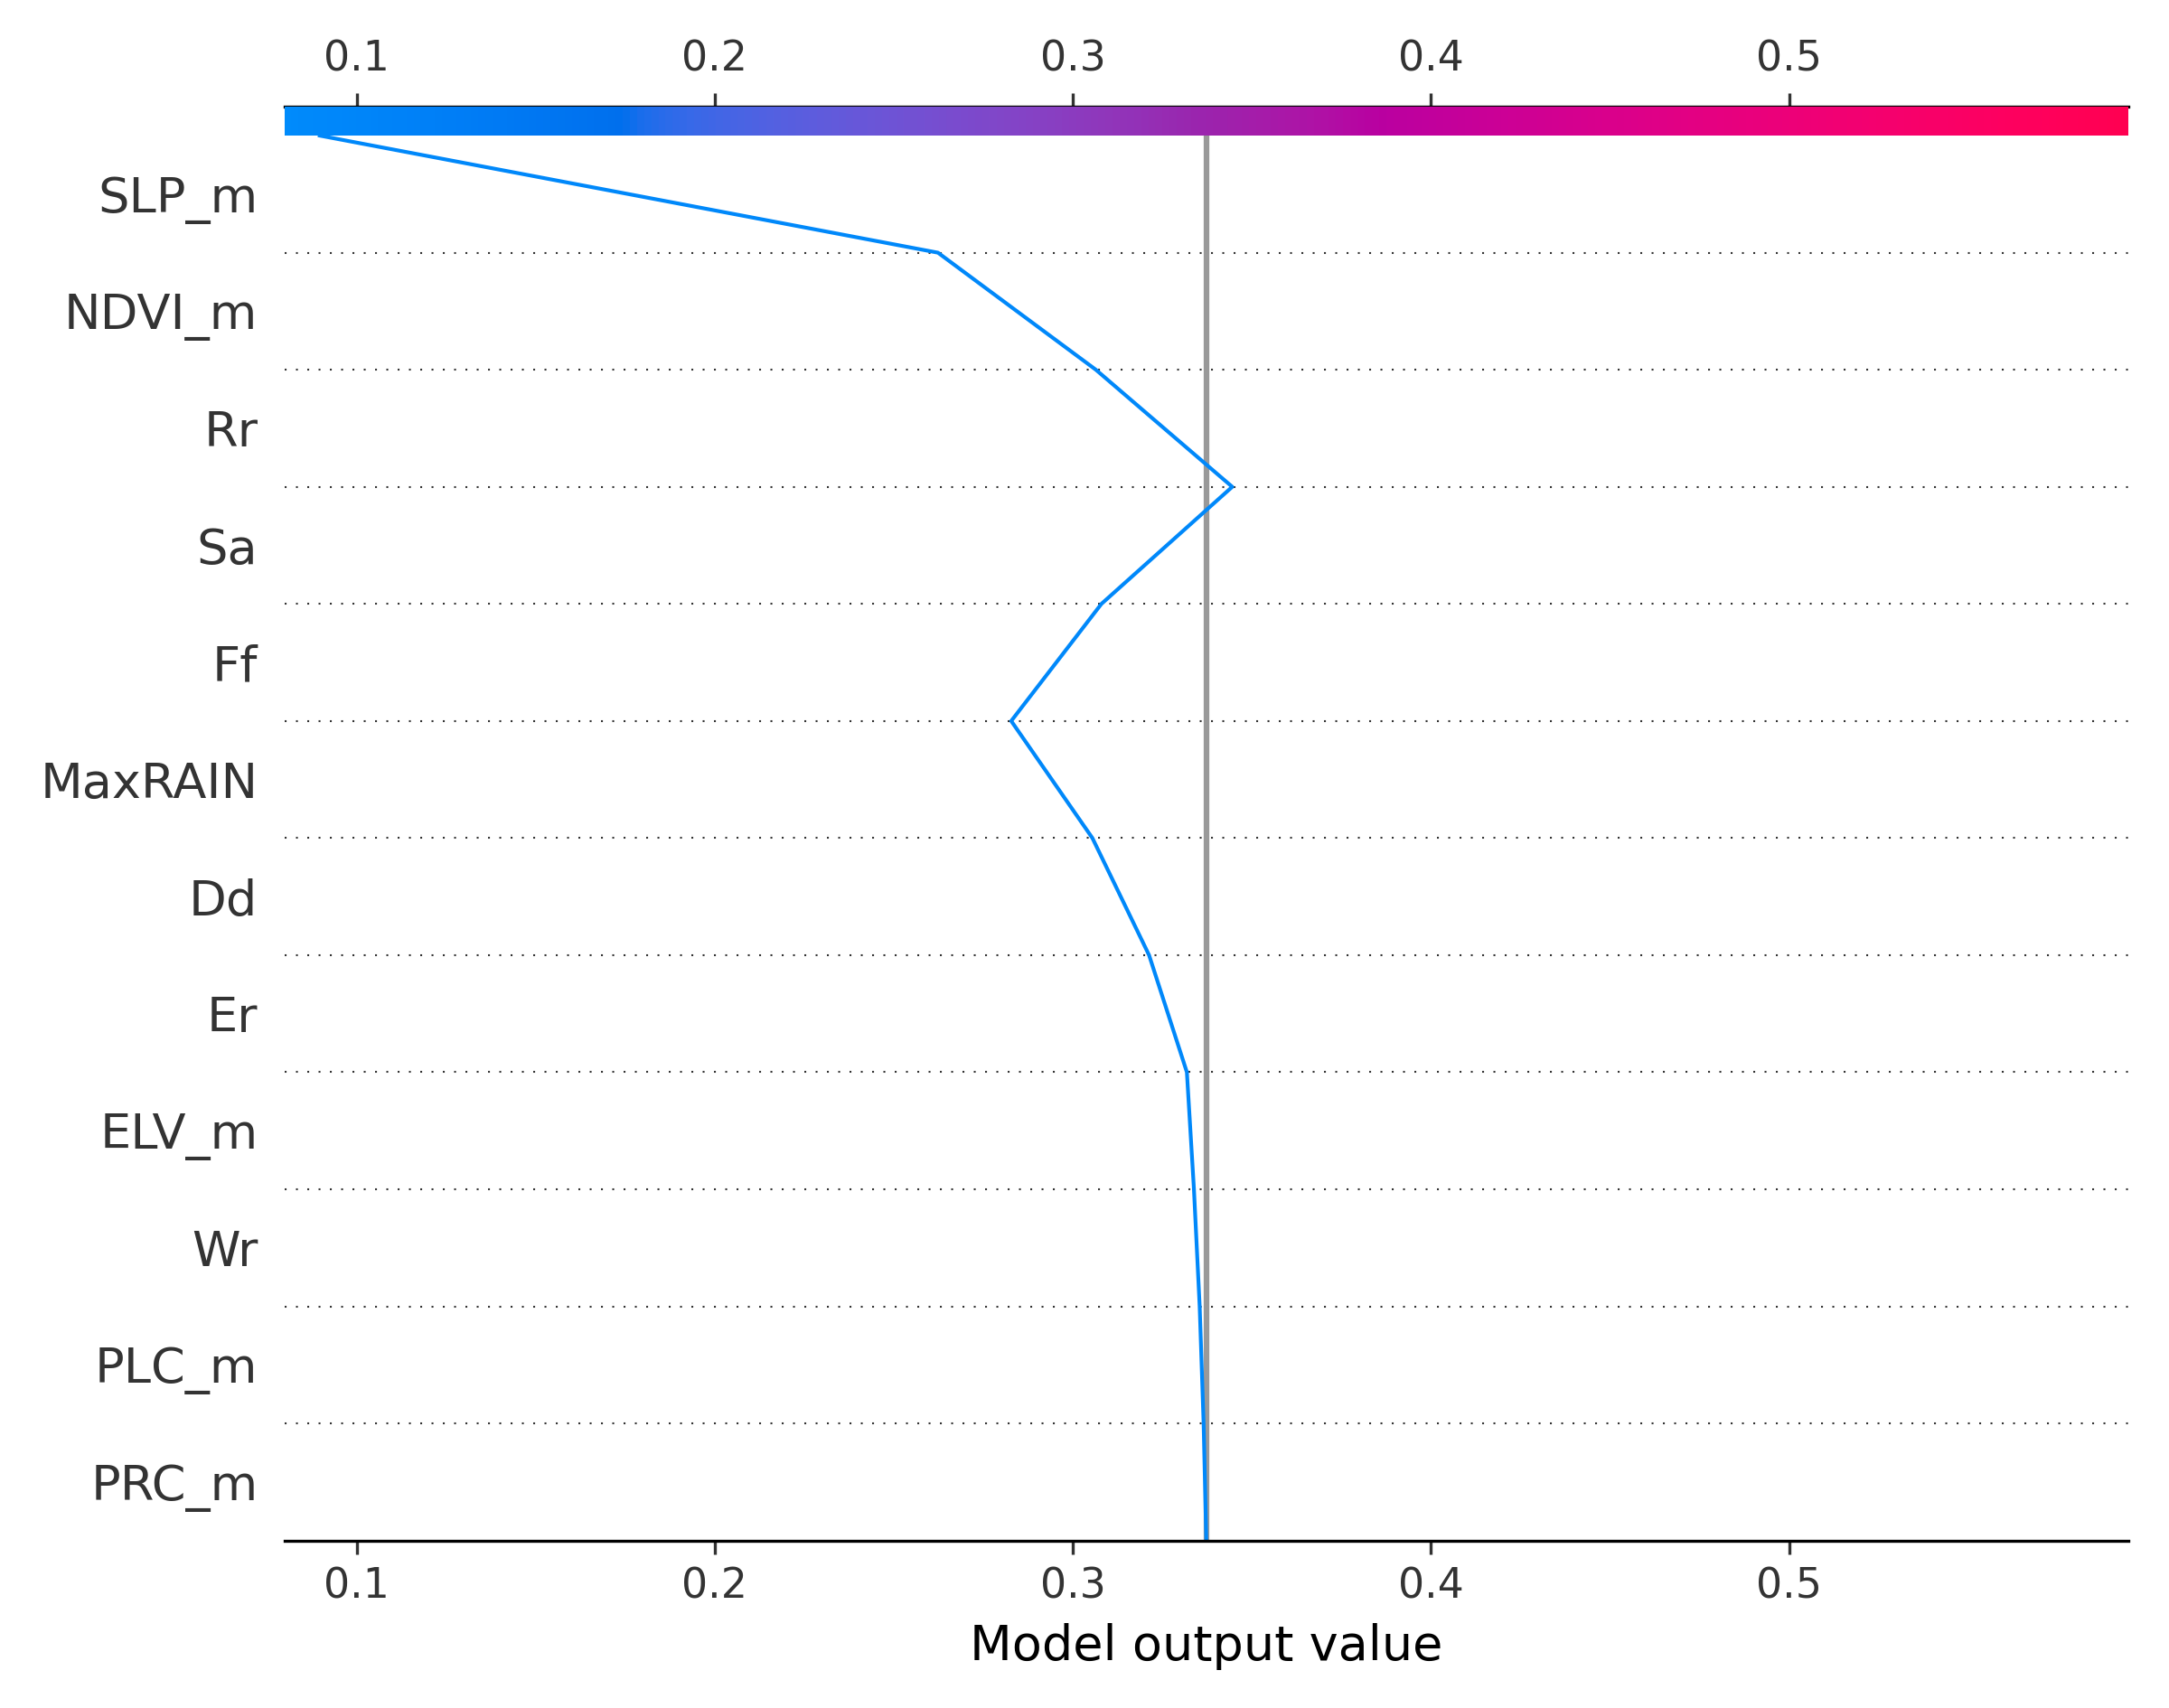 0.1 0.2 0.3 0.4 0.5
SLP_m
NDVI_m
Rr
Sa
Ff
MaxRAIN
Dd
Er
ELV_m
Wr
PLC_m
PRC_m
0.1 0.2 0.3 0.4 0.5
Model output value